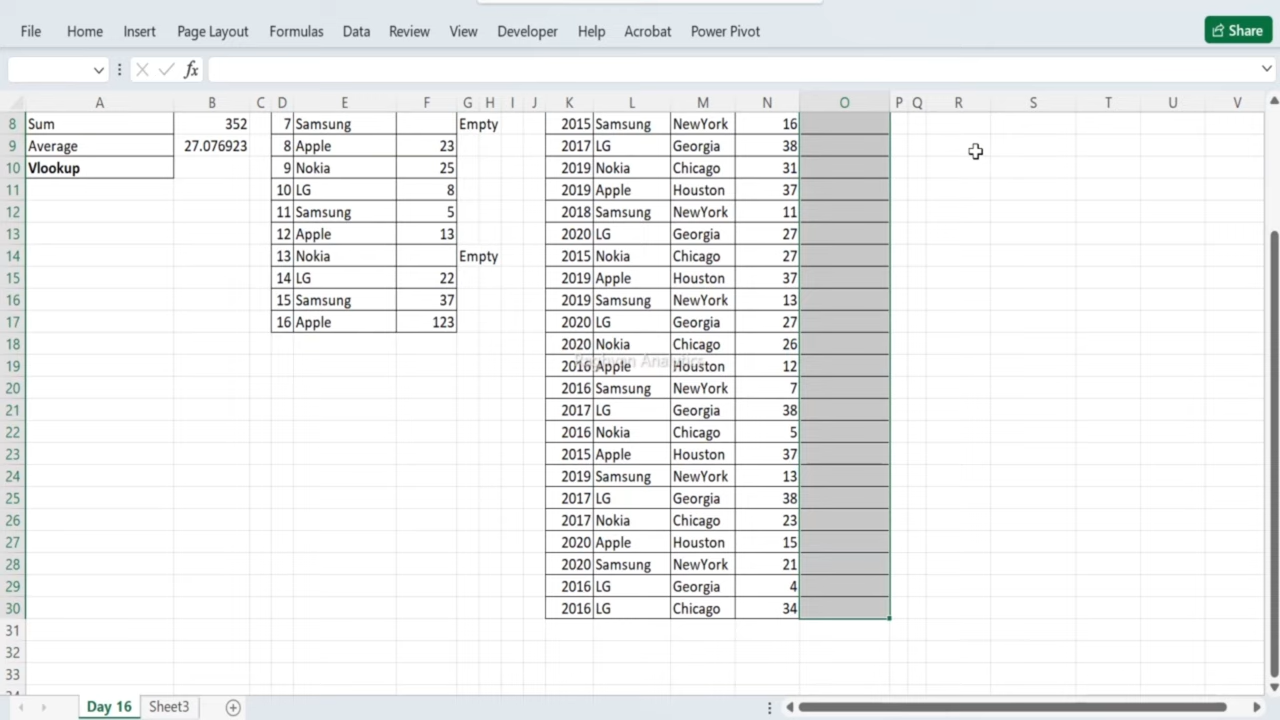 File Home Insert Page Layout Formulas Data Review View Developer Help Acrobat Power Pivot Share
fx
A B C D E F G H I J K L M N O P Q R S T U V
8 Sum 352 7 Samsung Empty 2015 Samsung NewYork 16
9 Average 27.076923 8 Apple 23 2017 LG Georgia 38
10 Vlookup 9 Nokia 25 2019 Nokia Chicago 31
11 10 LG 8 2019 Apple Houston 37
12 11 Samsung 5 2018 Samsung NewYork 11
13 12 Apple 13 2020 LG Georgia 27
14 13 Nokia Empty 2015 Nokia Chicago 27
15 14 LG 22 2019 Apple Houston 37
16 15 Samsung 37 2019 Samsung NewYork 13
17 16 Apple 123 2020 LG Georgia 27
18 2020 Nokia Chicago 26
19 2016 Apple Houston 12
20 2016 Samsung NewYork 7
21 2017 LG Georgia 38
22 2016 Nokia Chicago 5
23 2015 Apple Houston 37
24 2019 Samsung NewYork 13
25 2017 LG Georgia 38
26 2017 Nokia Chicago 23
27 2020 Apple Houston 15
28 2020 Samsung NewYork 21
29 2016 LG Georgia 4
30 2016 LG Chicago 34
31
32
33
Day 16 Sheet3